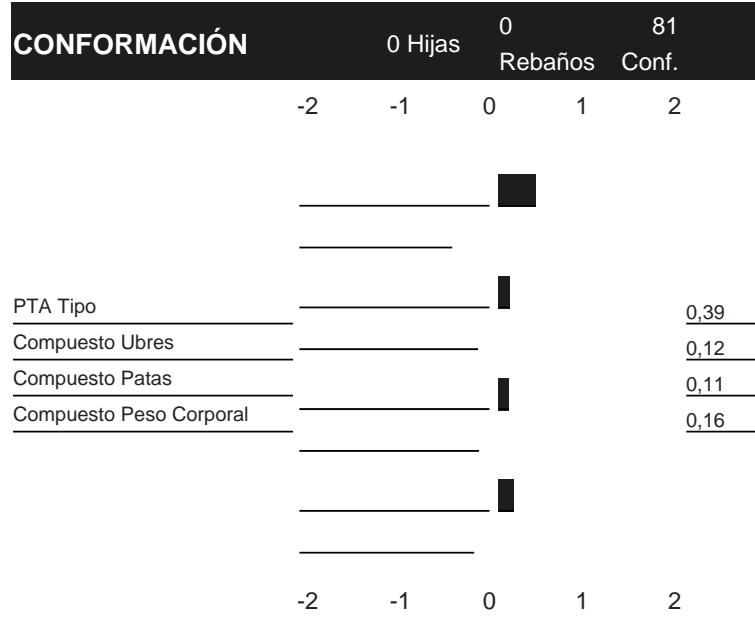 CONFORMACIÓN 0 Hijas 0 Rebaños 81 Conf.
-2 -1 0 1 2
PTA Tipo 0,39
Compuesto Ubres 0,12
Compuesto Patas 0,11
Compuesto Peso Corporal 0,16
-2 -1 0 1 2